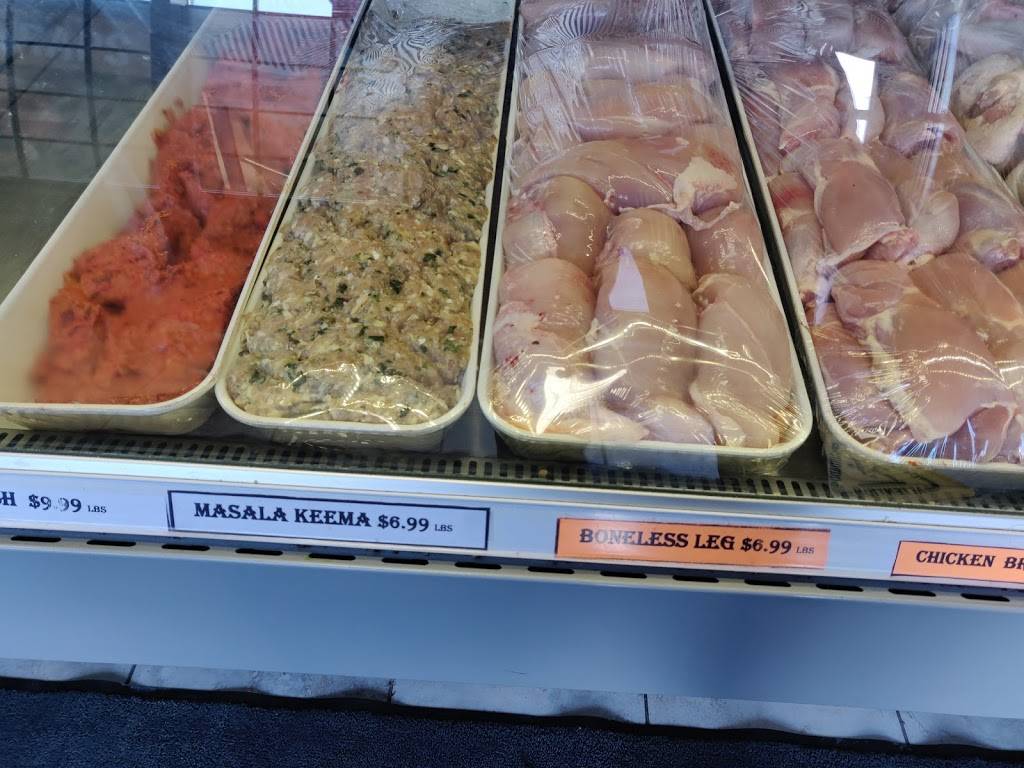 H $9.99 LBS
MASALA KEEMA $6.99 LBS
BONELESS LEG $6.99 LBS
CHICKEN BR